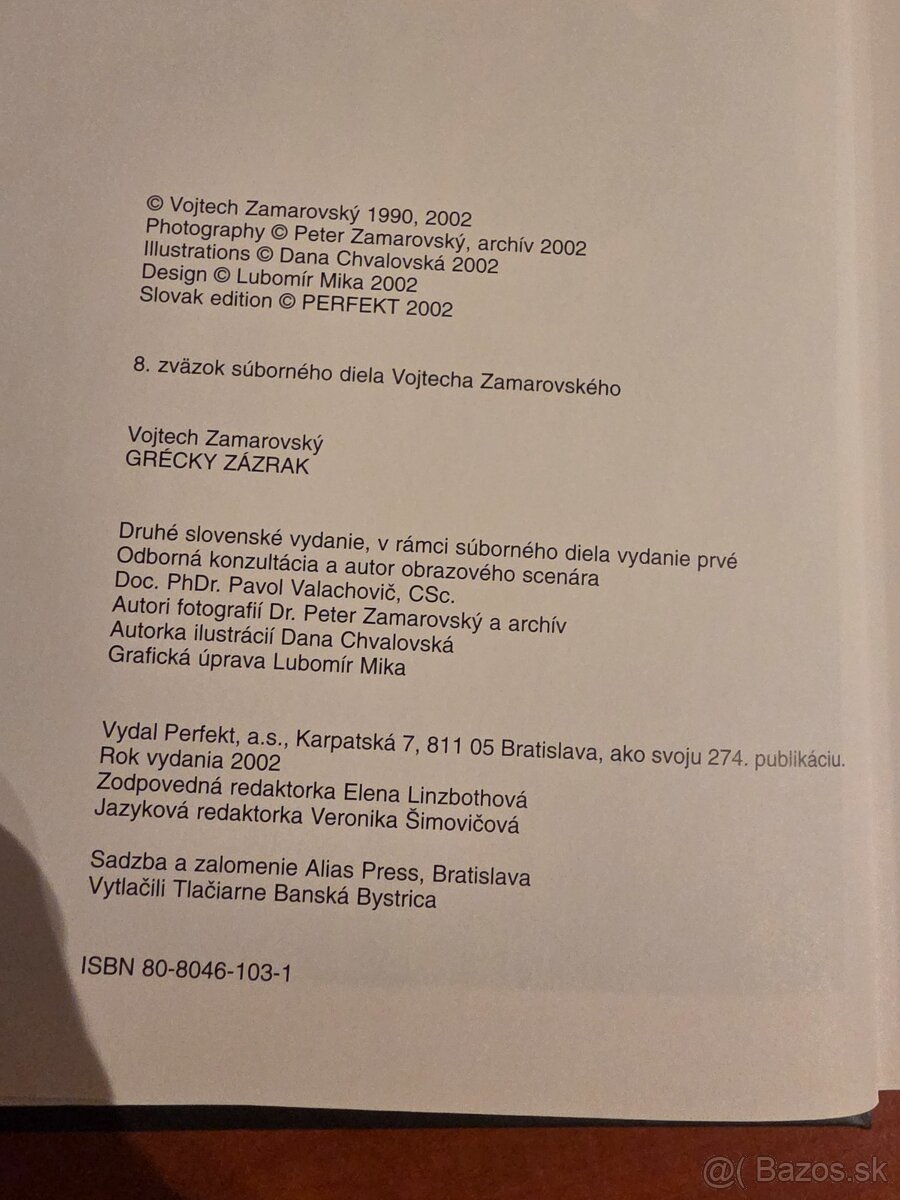 © Vojtech Zamarovský 1990, 2002
Photography © Peter Zamarovský, archív 2002
Illustrations © Dana Chvalovská 2002
Design © Lubomír Mika 2002
Slovak edition © PERFEKT 2002
8. zväzok súborného diela Vojtecha Zamarovského
Vojtech Zamarovský
GRÉCKY ZÁZRAK
Druhé slovenské vydanie, v rámci súborného diela vydanie prvé
Odborná konzultácia a autor obrazového scenára
Doc. PhDr. Pavol Valachovič, CSc.
Autori fotografií Dr. Peter Zamarovský a archív
Autorka ilustrácií Dana Chvalovská
Grafická úprava Lubomír Mika
Vydal Perfekt, a.s., Karpatská 7, 811 05 Bratislava, ako svoju 274. publikáciu.
Rok vydania 2002
Zodpovedná redaktorka Elena Linzbothová
Jazyková redaktorka Veronika Šimovičová
Sadzba a zalomenie Alias Press, Bratislava
Vytlačili Tlačiarne Banská Bystrica
ISBN 80-8046-103-1
@( Bazos.sk